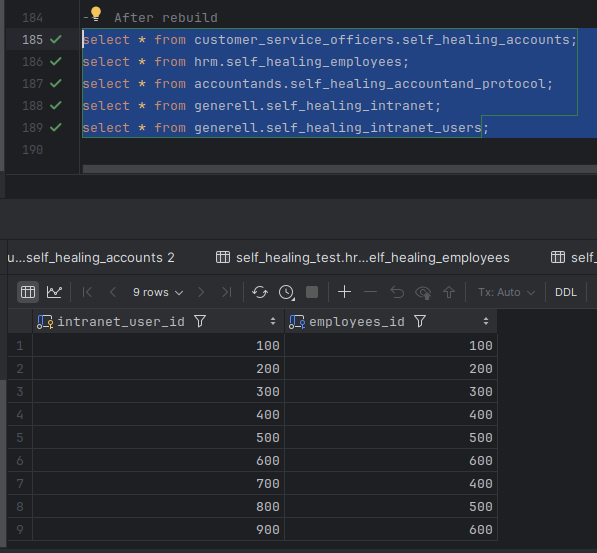 184 -- After rebuild
185 select * from customer_service_officers.self_healing_accounts;
186 select * from hrm.self_healing_employees;
187 select * from accountands.self_healing_accountand_protocol;
188 select * from generell.self_healing_intranet;
189 select * from generell.self_healing_intranet_users;
190
u...self_healing_accounts 2 self_healing_test.hr...elf_healing_employees self_
9 rows Tx: Auto DDL
intranet_user_id employees_id
1 100 100
2 200 200
3 300 300
4 400 400
5 500 500
6 600 600
7 700 400
8 800 500
9 900 600